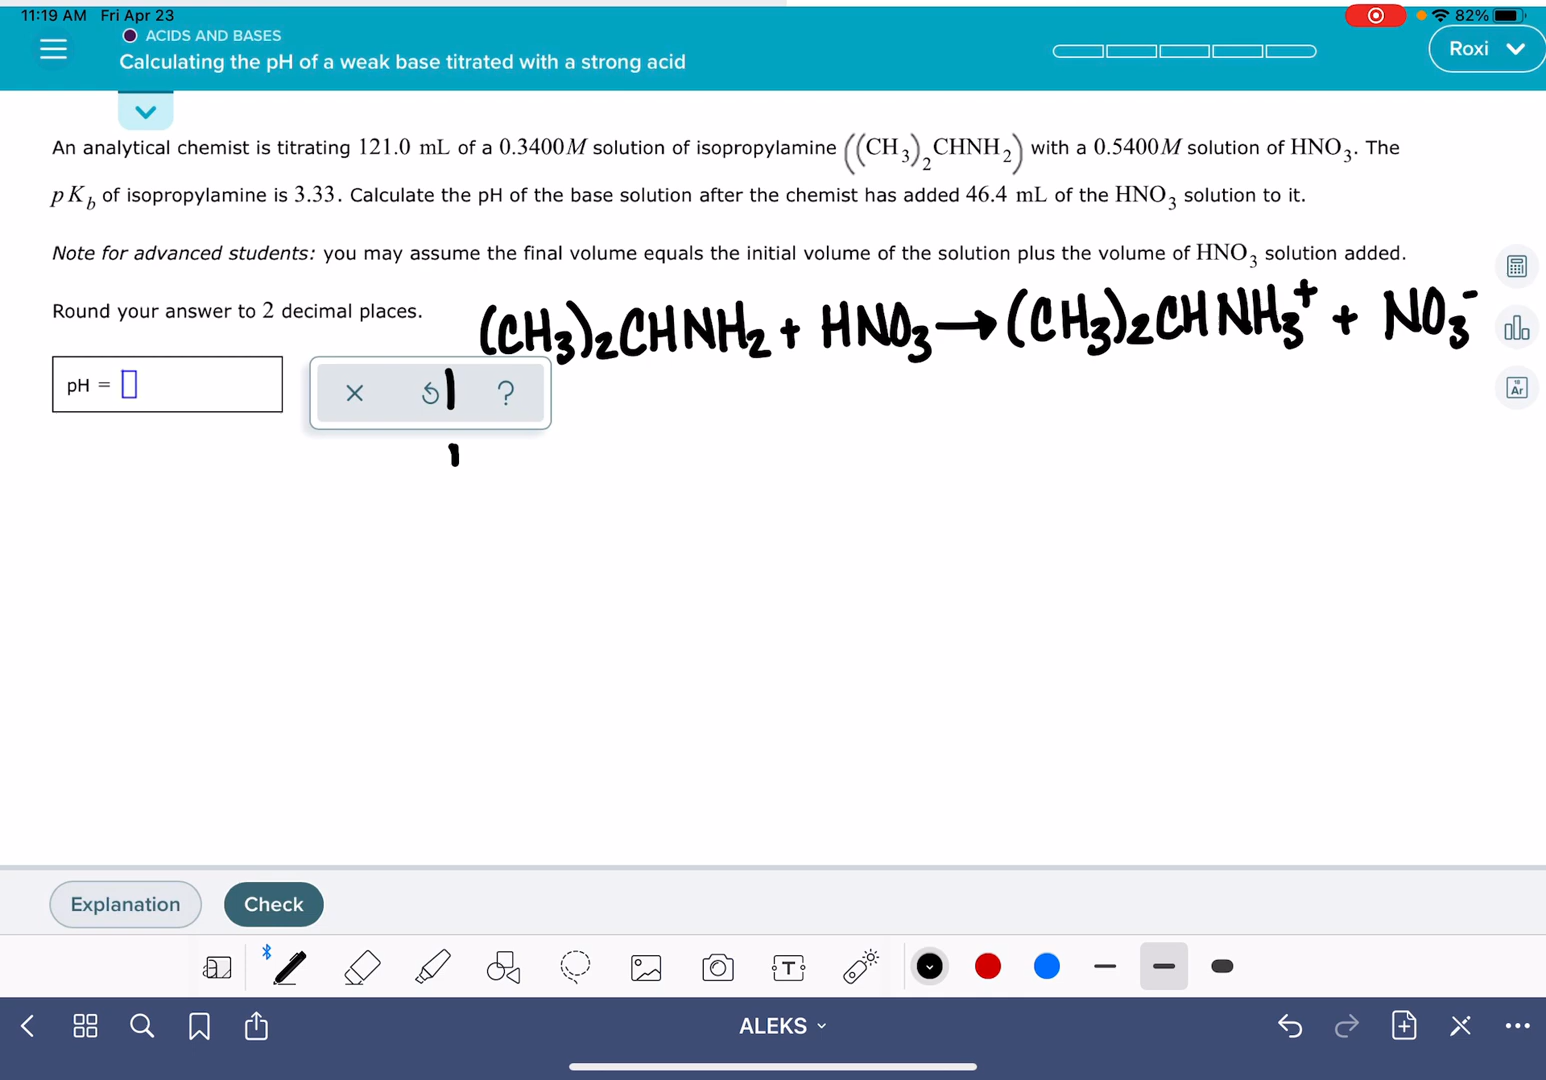 11:19 AM Fri Apr 23 82%
ACIDS AND BASES
Calculating the pH of a weak base titrated with a strong acid
Roxi
An analytical chemist is titrating 121.0 mL of a 0.3400 M solution of isopropylamine ((CH₃)₂CHNH₂) with a 0.5400 M solution of HNO₃. The
pK_b of isopropylamine is 3.33. Calculate the pH of the base solution after the chemist has added 46.4 mL of the HNO₃ solution to it.
Note for advanced students: you may assume the final volume equals the initial volume of the solution plus the volume of HNO₃ solution added.
Round your answer to 2 decimal places.
(CH₃)₂CHNH₂ + HNO₃ → (CH₃)₂CHNH₃⁺ + NO₃⁻
pH =
× ?
18
Ar
Explanation Check
a T
ALEKS